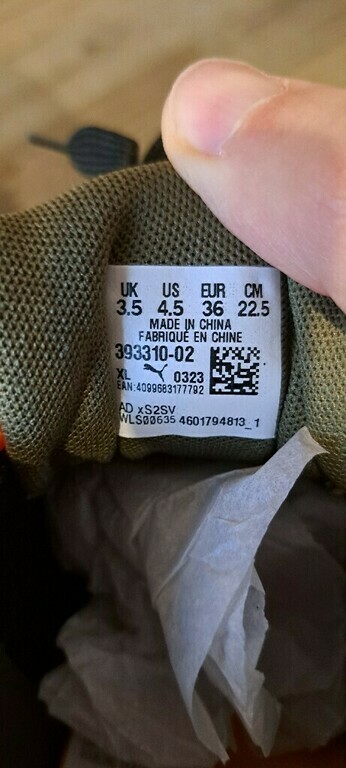 UK US EUR CM
3.5 4.5 36 22.5
MADE IN CHINA
FABRIQUÉ EN CHINE
393310-02
XL 0323
EAN:4099683177792
AD xS2SV
WLS00635 4601794813_1